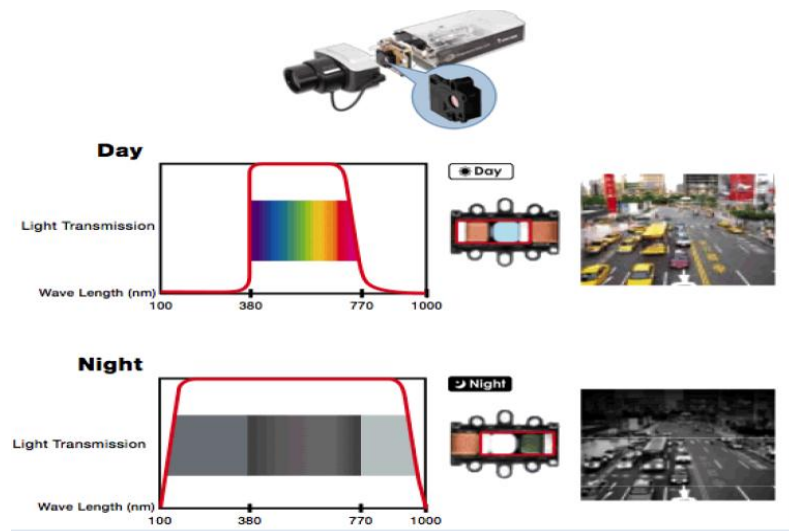 Day
Light Transmission
Wave Length (nm)
100 380 770 1000
Day
Night
Light Transmission
Wave Length (nm)
100 380 770 1000
Night